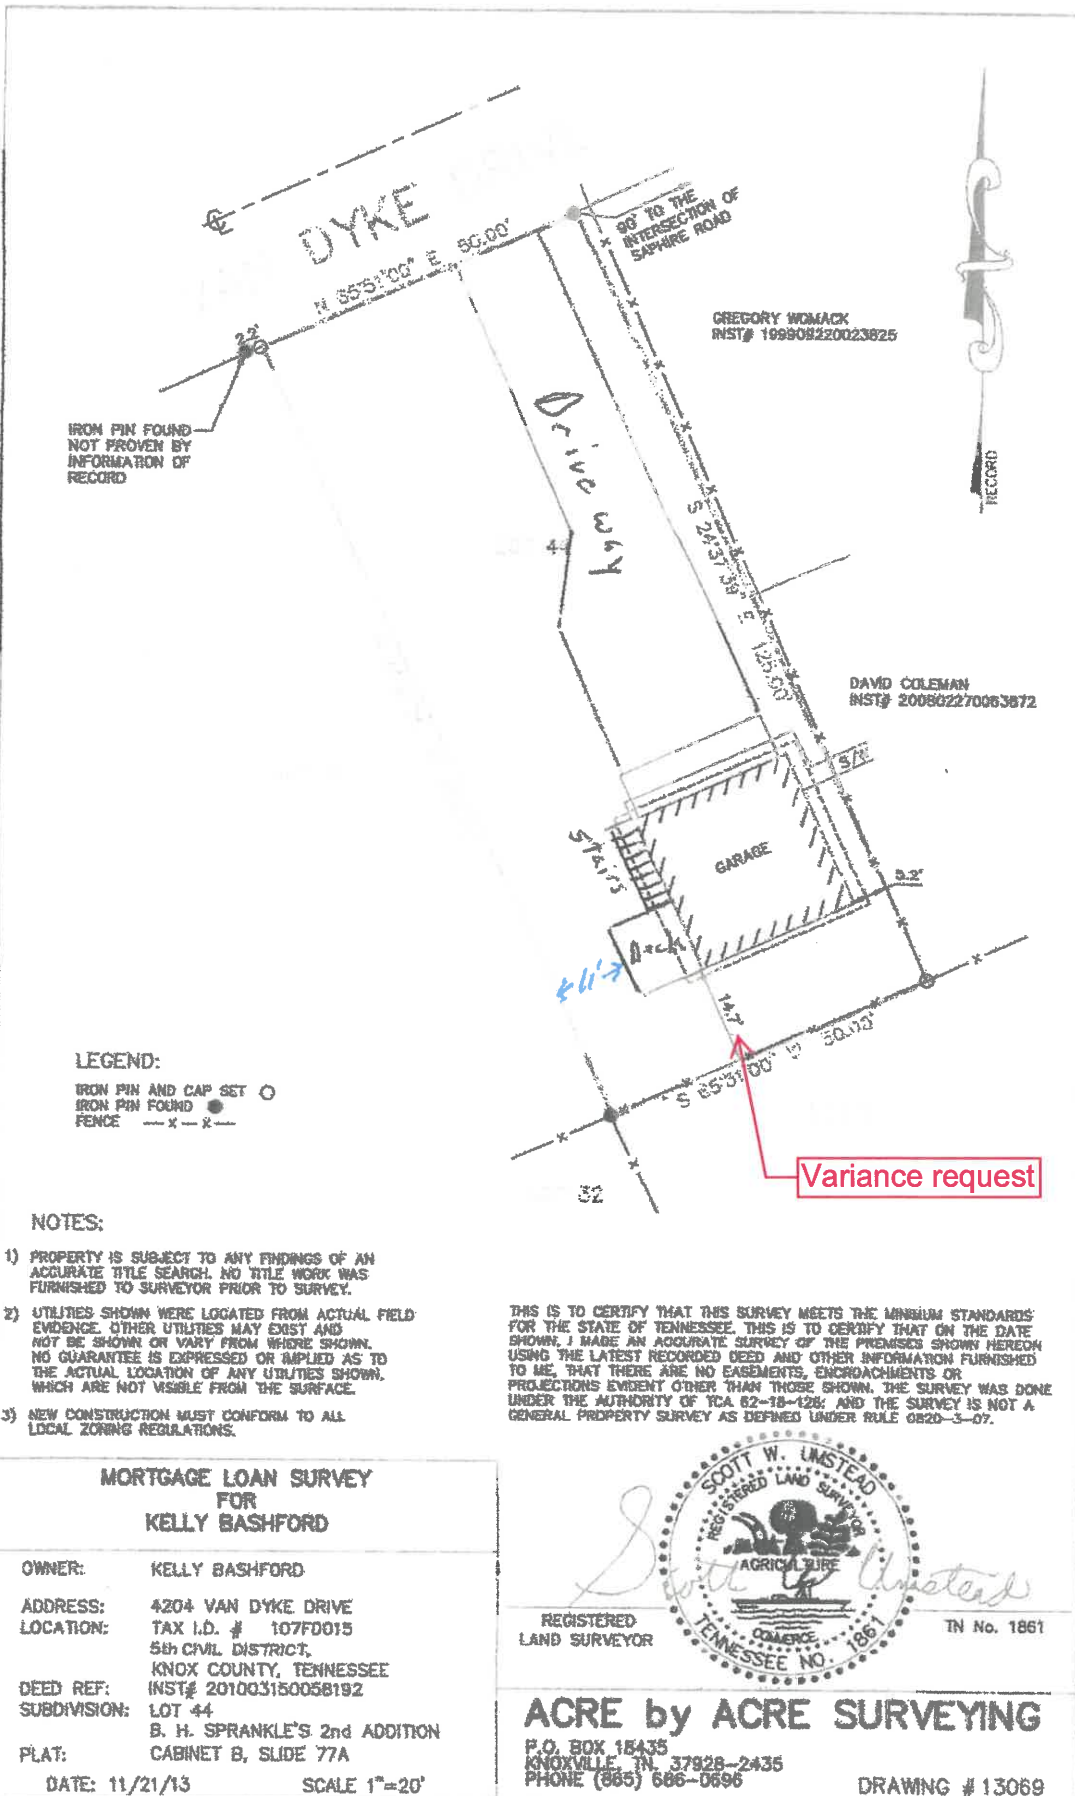 DYKE
N 65°51'00" E 50.00'
90' TO THE
INTERSECTION OF
SAPHIRE ROAD
GREGORY WOMACK
INST# 199909220023825
2.2'
IRON PIN FOUND
NOT PROVEN BY
INFORMATION OF
RECORD
RECORD
Driveway
44
S 24°37'39" E 125.00'
DAVID COLEMAN
INST# 200802270063672
GARAGE
Stairs
5.2'
Deck
11'
14.7'
S 65°31'00" W 50.00'
Variance request
32
LEGEND:
IRON PIN AND CAP SET
IRON PIN FOUND
FENCE —x—x—
NOTES:
1) PROPERTY IS SUBJECT TO ANY FINDINGS OF AN
ACCURATE TITLE SEARCH. NO TITLE WORK WAS
FURNISHED TO SURVEYOR PRIOR TO SURVEY.
2) UTILITIES SHOWN WERE LOCATED FROM ACTUAL FIELD
EVIDENCE. OTHER UTILITIES MAY EXIST AND
NOT BE SHOWN OR VARY FROM WHERE SHOWN.
NO GUARANTEE IS EXPRESSED OR IMPLIED AS TO
THE ACTUAL LOCATION OF ANY UTILITIES SHOWN,
WHICH ARE NOT VISIBLE FROM THE SURFACE.
3) NEW CONSTRUCTION MUST CONFORM TO ALL
LOCAL ZONING REGULATIONS.
THIS IS TO CERTIFY THAT THIS SURVEY MEETS THE MINIMUM STANDARDS
FOR THE STATE OF TENNESSEE. THIS IS TO CERTIFY THAT ON THE DATE
SHOWN, I MADE AN ACCURATE SURVEY OF THE PREMISES SHOWN HEREON
USING THE LATEST RECORDED DEED AND OTHER INFORMATION FURNISHED
TO ME, THAT THERE ARE NO EASEMENTS, ENCROACHMENTS OR
PROJECTIONS EVIDENT OTHER THAN THOSE SHOWN. THE SURVEY WAS DONE
UNDER THE AUTHORITY OF TCA 62-18-126; AND THE SURVEY IS NOT A
GENERAL PROPERTY SURVEY AS DEFINED UNDER RULE 0820-3-07.
MORTGAGE LOAN SURVEY
FOR
KELLY BASHFORD
OWNER: KELLY BASHFORD
ADDRESS: 4204 VAN DYKE DRIVE
LOCATION: TAX I.D. # 107FD015
5th CIVIL DISTRICT,
KNOX COUNTY, TENNESSEE
DEED REF: INST# 201003150058192
SUBDIVISION: LOT 44
B. H. SPRANKLE'S 2nd ADDITION
PLAT: CABINET B, SLIDE 77A
DATE: 11/21/13 SCALE 1"=20'
SCOTT W. UMSTEAD
REGISTERED LAND SURVEYOR
AGRICULTURE
COMMERCE
TENNESSEE NO. 1861
Scott W Umstead
REGISTERED
LAND SURVEYOR
TN No. 1861
ACRE by ACRE SURVEYING
P.O. BOX 18435
KNOXVILLE, TN. 37928-2435
PHONE (865) 686-0696
DRAWING # 13069